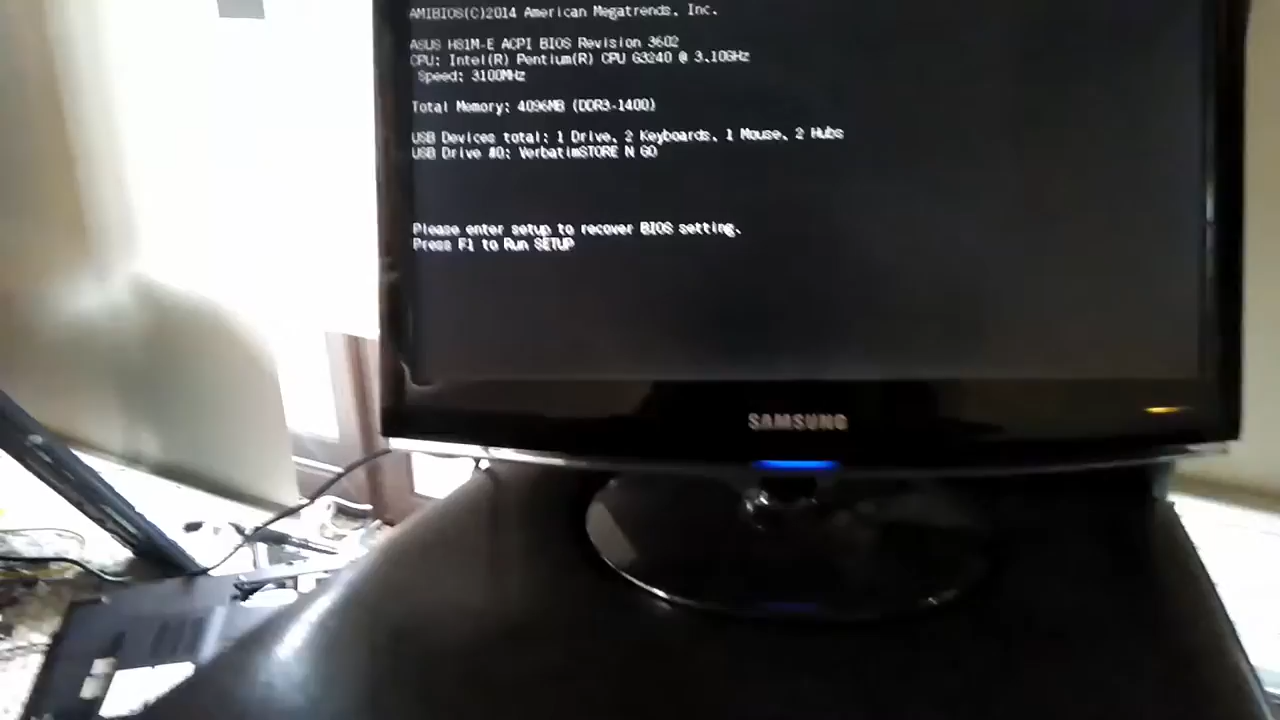 AMIBIOS(C)2014 American Megatrends, Inc.
ASUS H81M-E ACPI BIOS Revision 3602
CPU: Intel(R) Pentium(R) CPU G3240 @ 3.10GHz
Speed: 3100MHz
Total Memory: 4096MB (DDR3-1400)
USB Devices total: 1 Drive, 2 Keyboards, 1 Mouse, 2 Hubs
USB Drive #0: VerbatimSTORE N GO
Please enter setup to recover BIOS setting.
Press F1 to Run SETUP
SAMSUNG